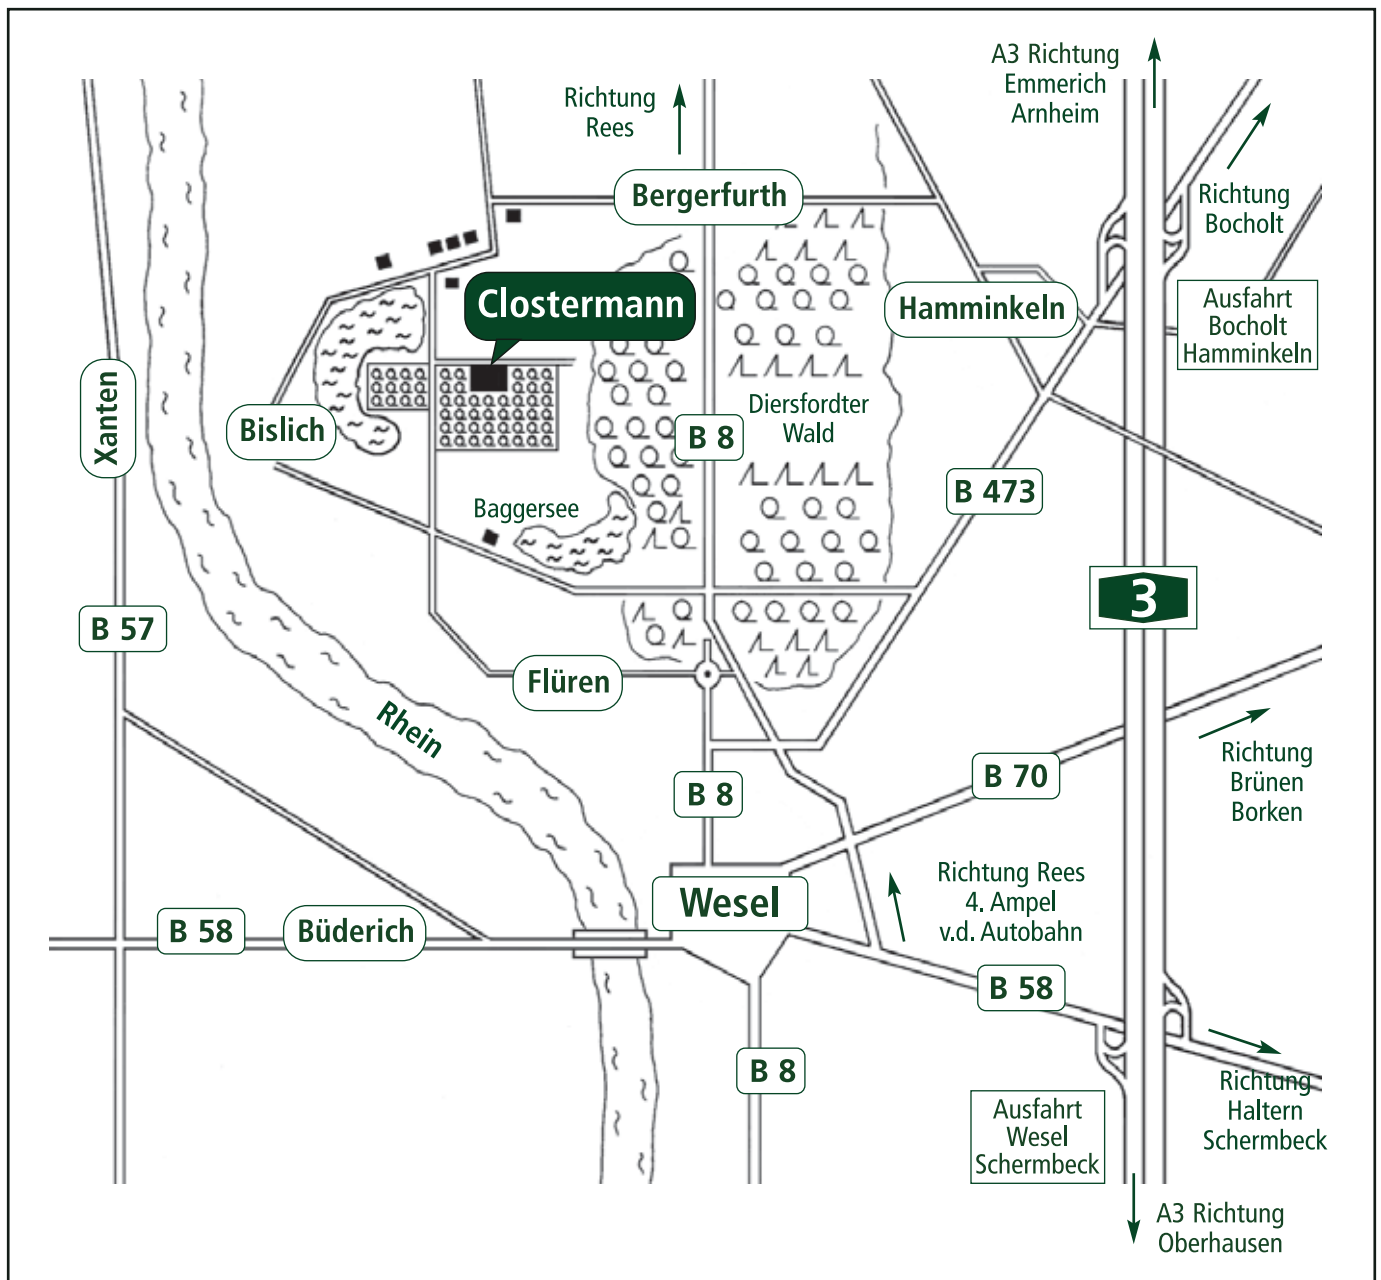 A3 Richtung
Emmerich
Arnheim
Richtung
Rees
Bergerfurth
Richtung
Bocholt
Clostermann
Hamminkeln
Ausfahrt
Bocholt
Hamminkeln
Xanten
Bislich
Diersfordter
Wald
B 8
B 473
Baggersee
3
B 57
Flüren
Rhein
B 8
B 70
Richtung
Brünen
Borken
Wesel
Richtung Rees
4. Ampel
v.d. Autobahn
B 58
Büderich
B 58
B 8
Richtung
Haltern
Schermbeck
Ausfahrt
Wesel
Schermbeck
A3 Richtung
Oberhausen